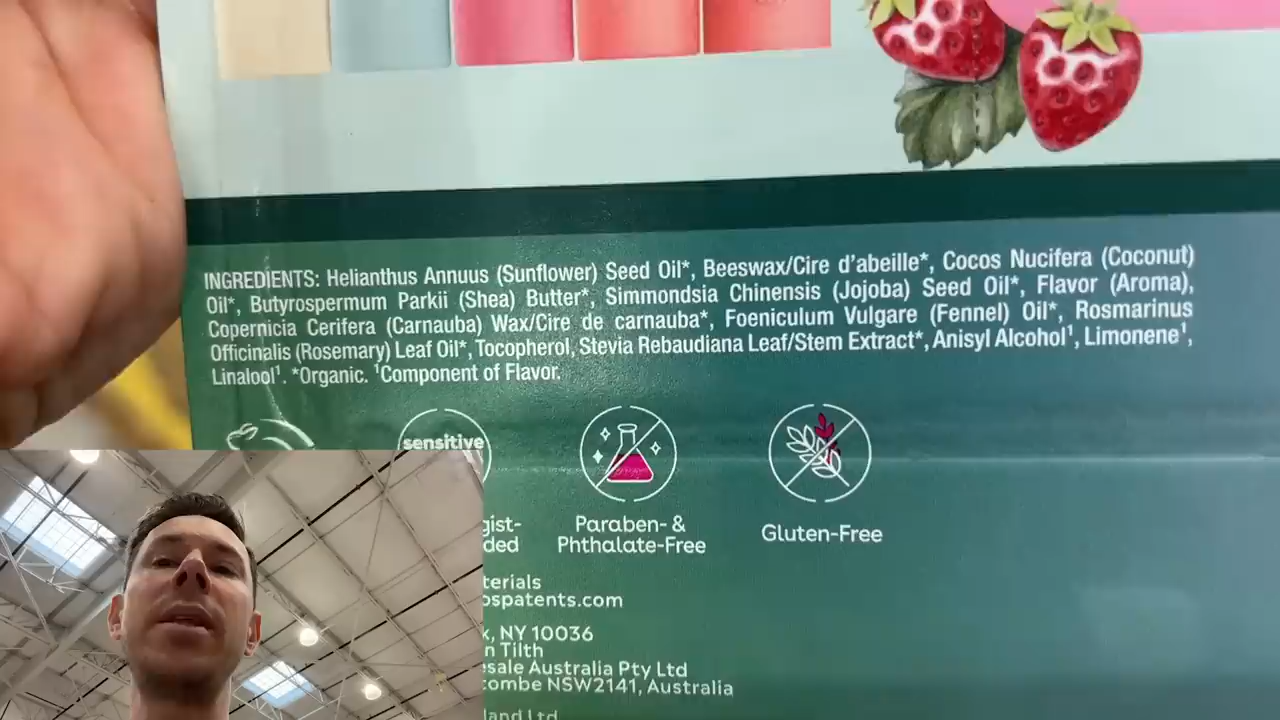 INGREDIENTS: Helianthus Annuus (Sunflower) Seed Oil*, Beeswax/Cire d’abeille*, Cocos Nucifera (Coconut)
Oil*, Butyrospermum Parkii (Shea) Butter*, Simmondsia Chinensis (Jojoba) Seed Oil*, Flavor (Aroma),
Copernicia Cerifera (Carnauba) Wax/Cire de carnauba*, Foeniculum Vulgare (Fennel) Oil*, Rosmarinus
Officinalis (Rosemary) Leaf Oil*, Tocopherol, Stevia Rebaudiana Leaf/Stem Extract*, Anisyl Alcohol¹, Limonene¹,
Linalool¹. *Organic. ¹Component of Flavor.
sensitive
Paraben- &
Phthalate-Free
Gluten-Free
NY 10036
Tilth
Australia Pty Ltd
NSW2141, Australia
Ltd